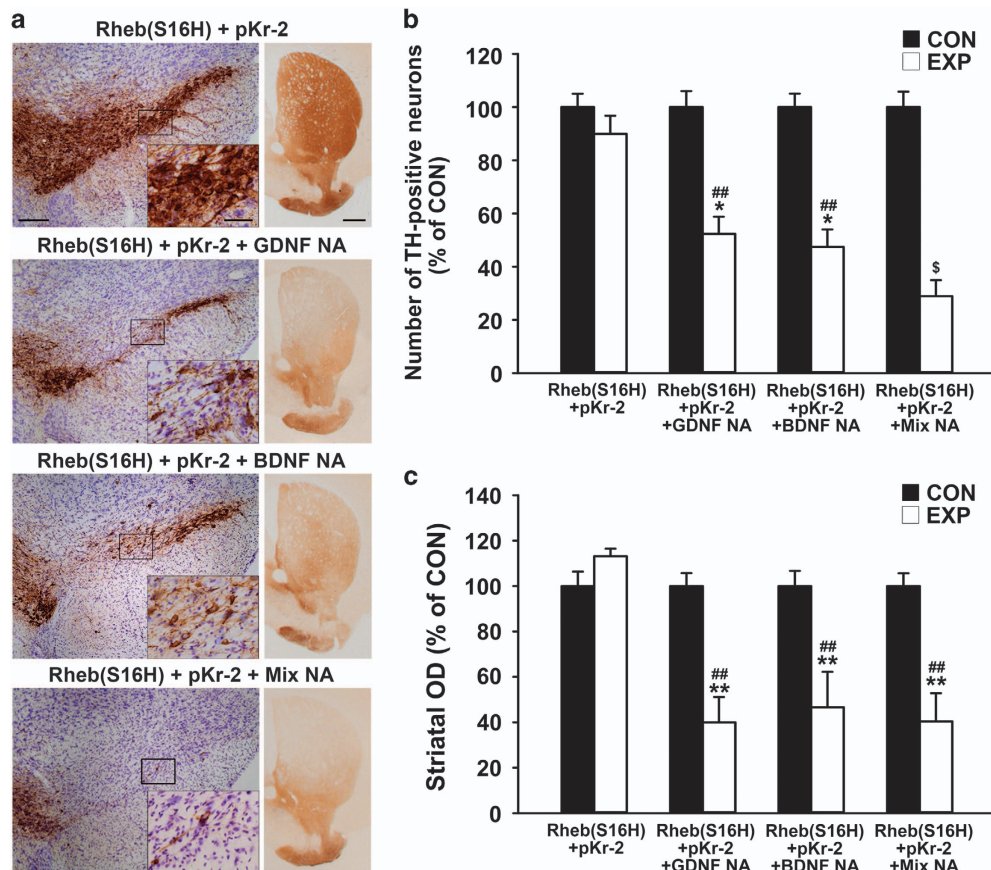 a
Rheb(S16H) + pKr-2
Rheb(S16H) + pKr-2 + GDNF NA
Rheb(S16H) + pKr-2 + BDNF NA
Rheb(S16H) + pKr-2 + Mix NA
b
Number of TH-positive neurons
(% of CON)
120
100
80
60
40
20
0
CON
EXP
##
*
##
*
$
Rheb(S16H)
+pKr-2
Rheb(S16H)
+pKr-2
+GDNF NA
Rheb(S16H)
+pKr-2
+BDNF NA
Rheb(S16H)
+pKr-2
+Mix NA
c
Striatal OD (% of CON)
140
120
100
80
60
40
20
0
CON
EXP
##
**
##
**
##
**
Rheb(S16H)
+pKr-2
Rheb(S16H)
+pKr-2
+GDNF NA
Rheb(S16H)
+pKr-2
+BDNF NA
Rheb(S16H)
+pKr-2
+Mix NA